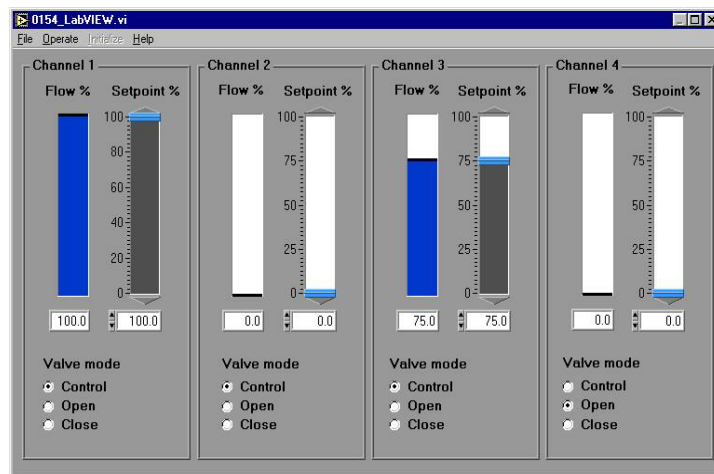 0154_LabVIEW.vi
File Operate Initialize Help
Channel 1
Flow % Setpoint %
100
80
60
40
20
0
100.0 100.0
Valve mode
Control
Open
Close
Channel 2
Flow % Setpoint %
100
75
50
25
0
0.0 0.0
Valve mode
Control
Open
Close
Channel 3
Flow % Setpoint %
100
75
50
25
0
75.0 75.0
Valve mode
Control
Open
Close
Channel 4
Flow % Setpoint %
100
75
50
25
0
0.0 0.0
Valve mode
Control
Open
Close